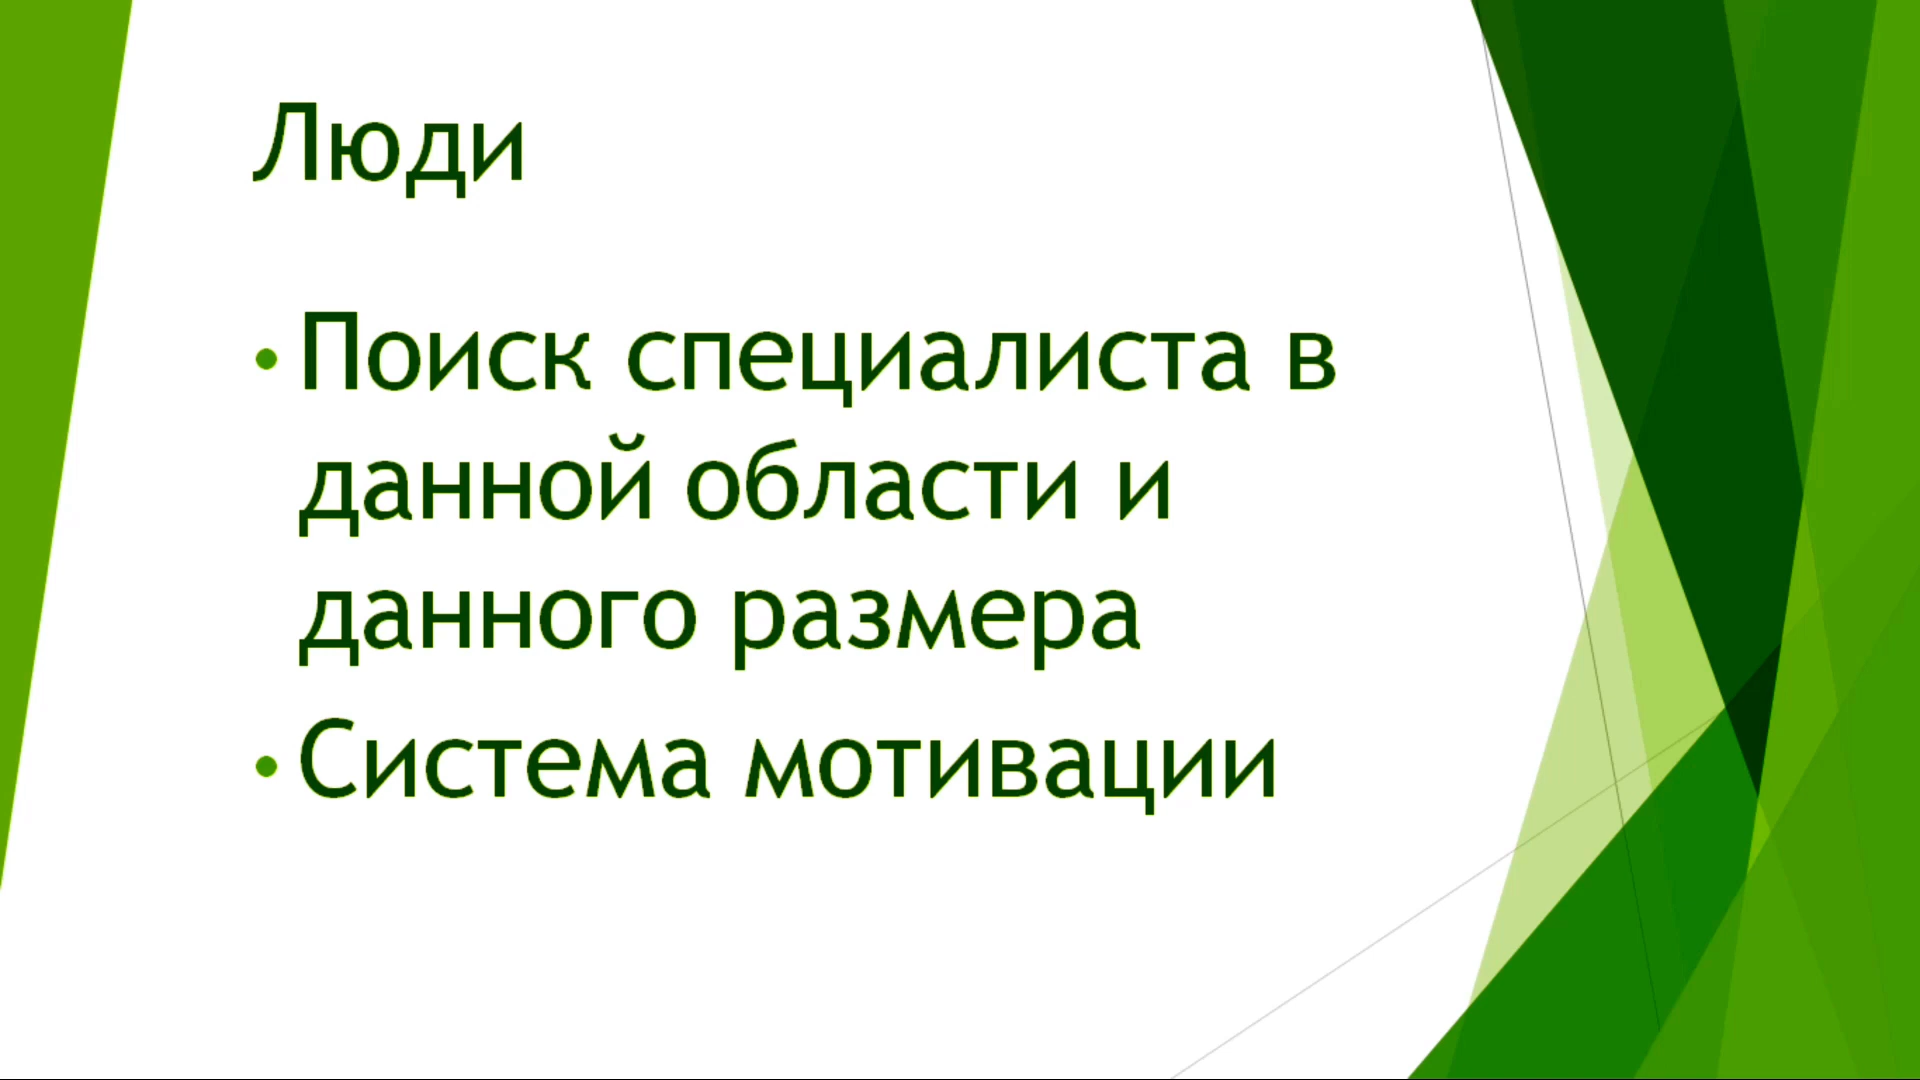 Люди
• Поиск специалиста в
данной области и
данного размера
• Система мотивации